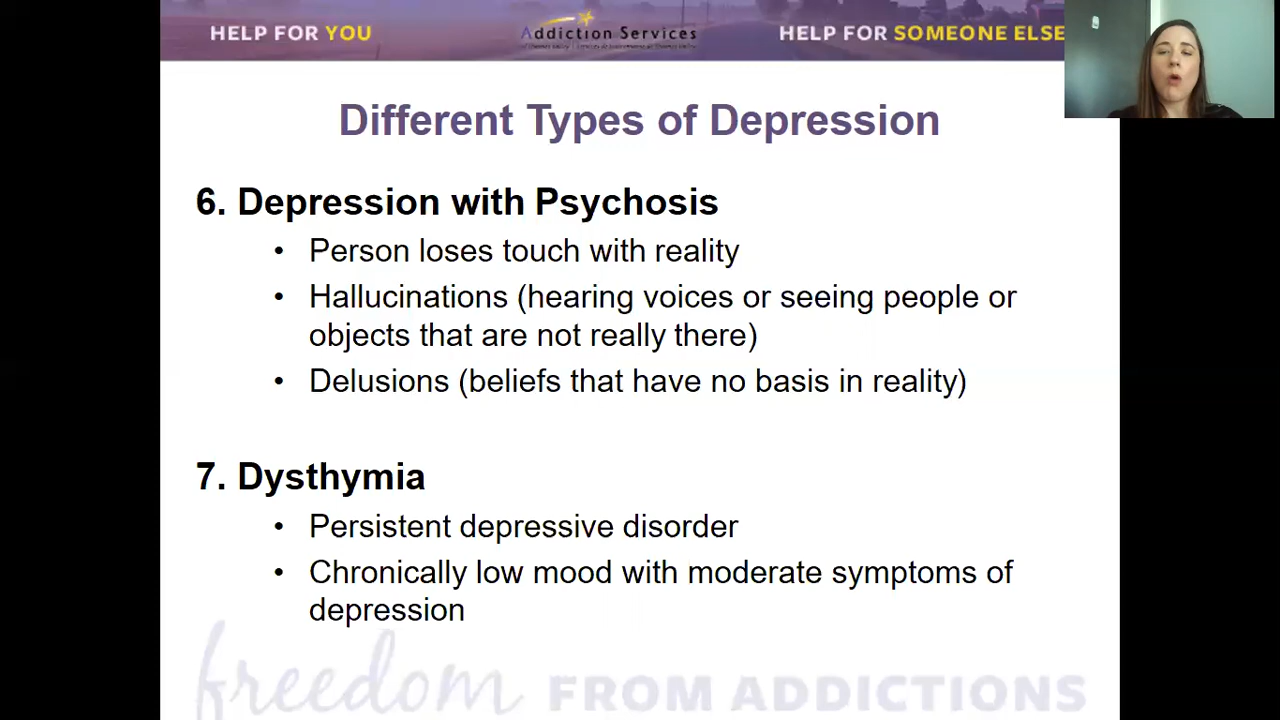 HELP FOR YOU
Addiction Services
HELP FOR SOMEONE ELSE
Different Types of Depression
6. Depression with Psychosis
• Person loses touch with reality
• Hallucinations (hearing voices or seeing people or
objects that are not really there)
• Delusions (beliefs that have no basis in reality)
7. Dysthymia
• Persistent depressive disorder
• Chronically low mood with moderate symptoms of
depression
freedom FROM ADDICTIONS